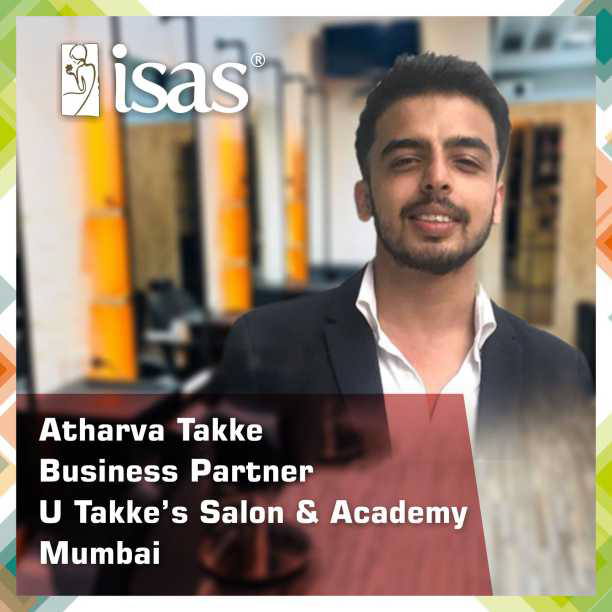 isas®
Atharva Takke
Business Partner
U Takke's Salon & Academy
Mumbai